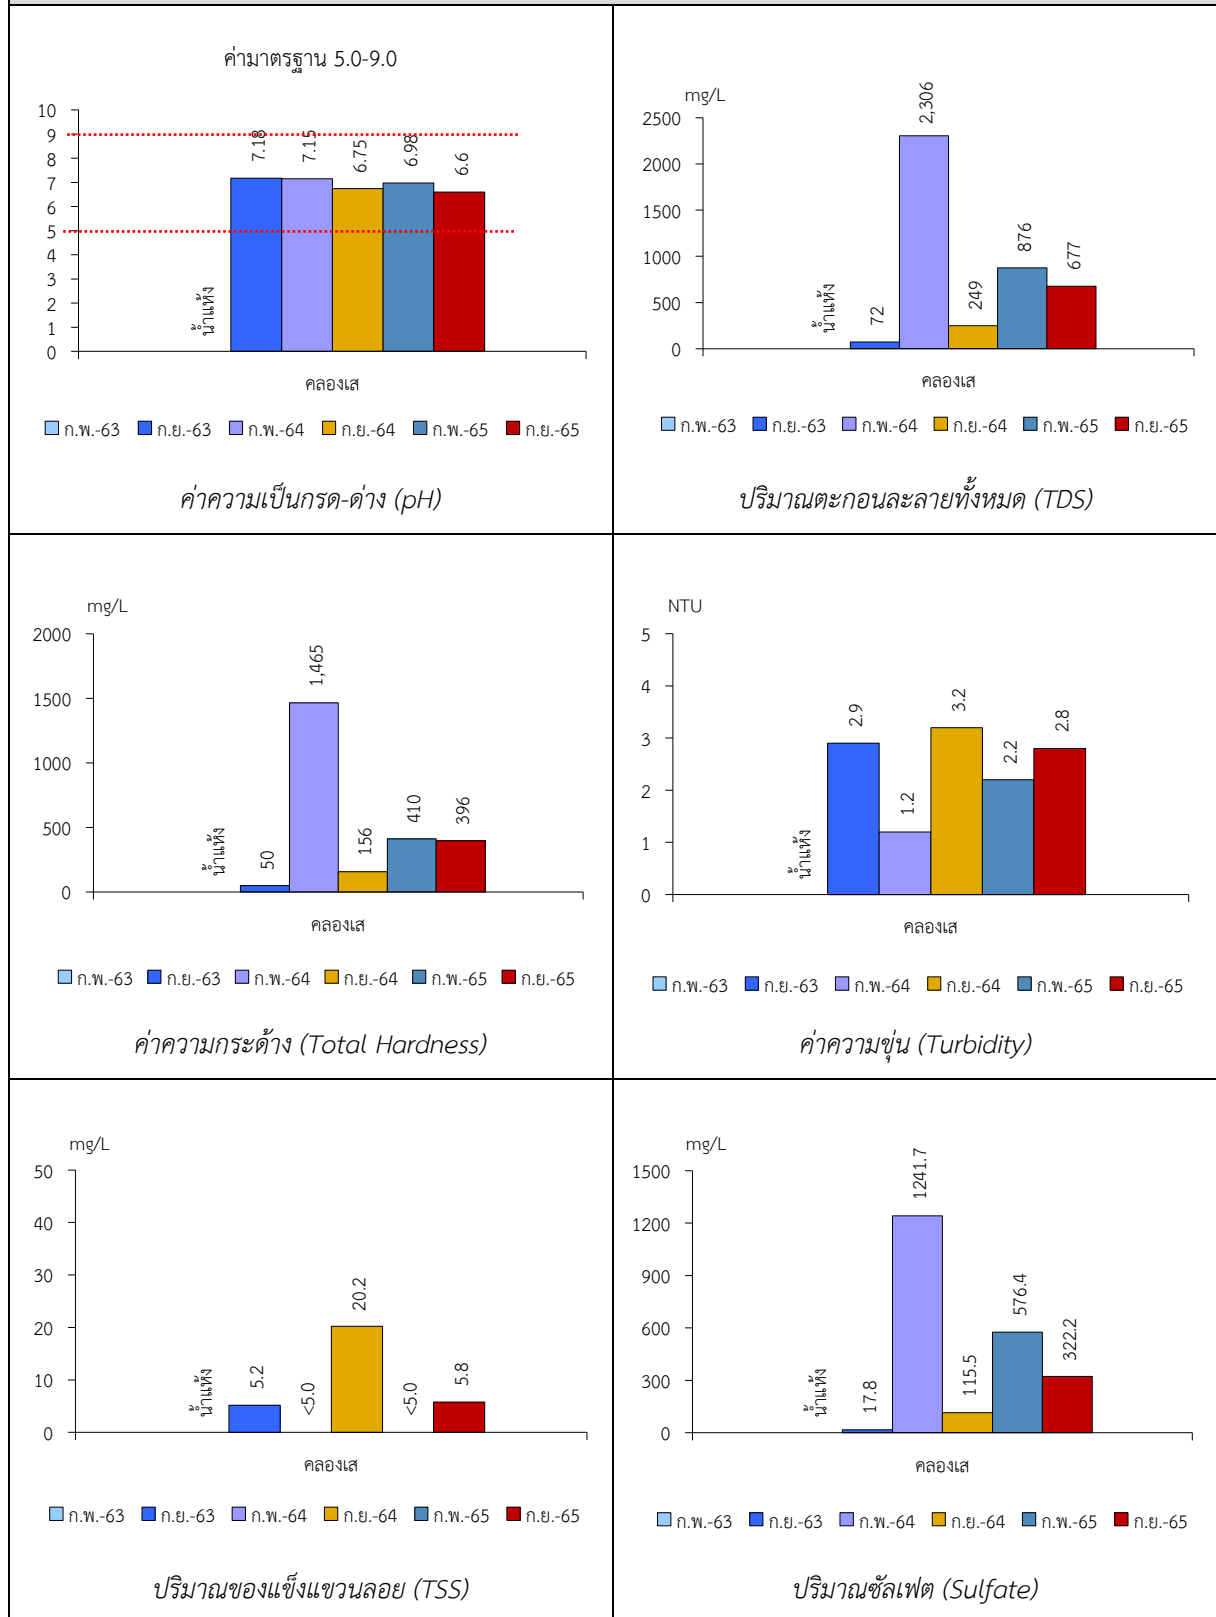 ค่ามาตรฐาน 5.0-9.0
10
9
8
7
6
5
4
3
2
1
0
น้ำแห้ง
7.18
7.15
6.75
6.98
6.6
คลองเส
ก.พ.-63 ก.ย.-63 ก.พ.-64 ก.ย.-64 ก.พ.-65 ก.ย.-65
ค่าความเป็นกรด-ด่าง (pH)
mg/L
2500
2000
1500
1000
500
0
น้ำแห้ง
72
2,306
249
876
677
คลองเส
ก.พ.-63 ก.ย.-63 ก.พ.-64 ก.ย.-64 ก.พ.-65 ก.ย.-65
ปริมาณตะกอนละลายทั้งหมด (TDS)
mg/L
2000
1500
1000
500
0
น้ำแห้ง
50
1,465
156
410
396
คลองเส
ก.พ.-63 ก.ย.-63 ก.พ.-64 ก.ย.-64 ก.พ.-65 ก.ย.-65
ค่าความกระด้าง (Total Hardness)
NTU
5
4
3
2
1
0
น้ำแห้ง
2.9
1.2
3.2
2.2
2.8
คลองเส
ก.พ.-63 ก.ย.-63 ก.พ.-64 ก.ย.-64 ก.พ.-65 ก.ย.-65
ค่าความขุ่น (Turbidity)
mg/L
50
40
30
20
10
0
น้ำแห้ง
5.2
<5.0
20.2
<5.0
5.8
คลองเส
ก.พ.-63 ก.ย.-63 ก.พ.-64 ก.ย.-64 ก.พ.-65 ก.ย.-65
ปริมาณของแข็งแขวนลอย (TSS)
mg/L
1500
1200
900
600
300
0
น้ำแห้ง
17.8
1241.7
115.5
576.4
322.2
คลองเส
ก.พ.-63 ก.ย.-63 ก.พ.-64 ก.ย.-64 ก.พ.-65 ก.ย.-65
ปริมาณซัลเฟต (Sulfate)